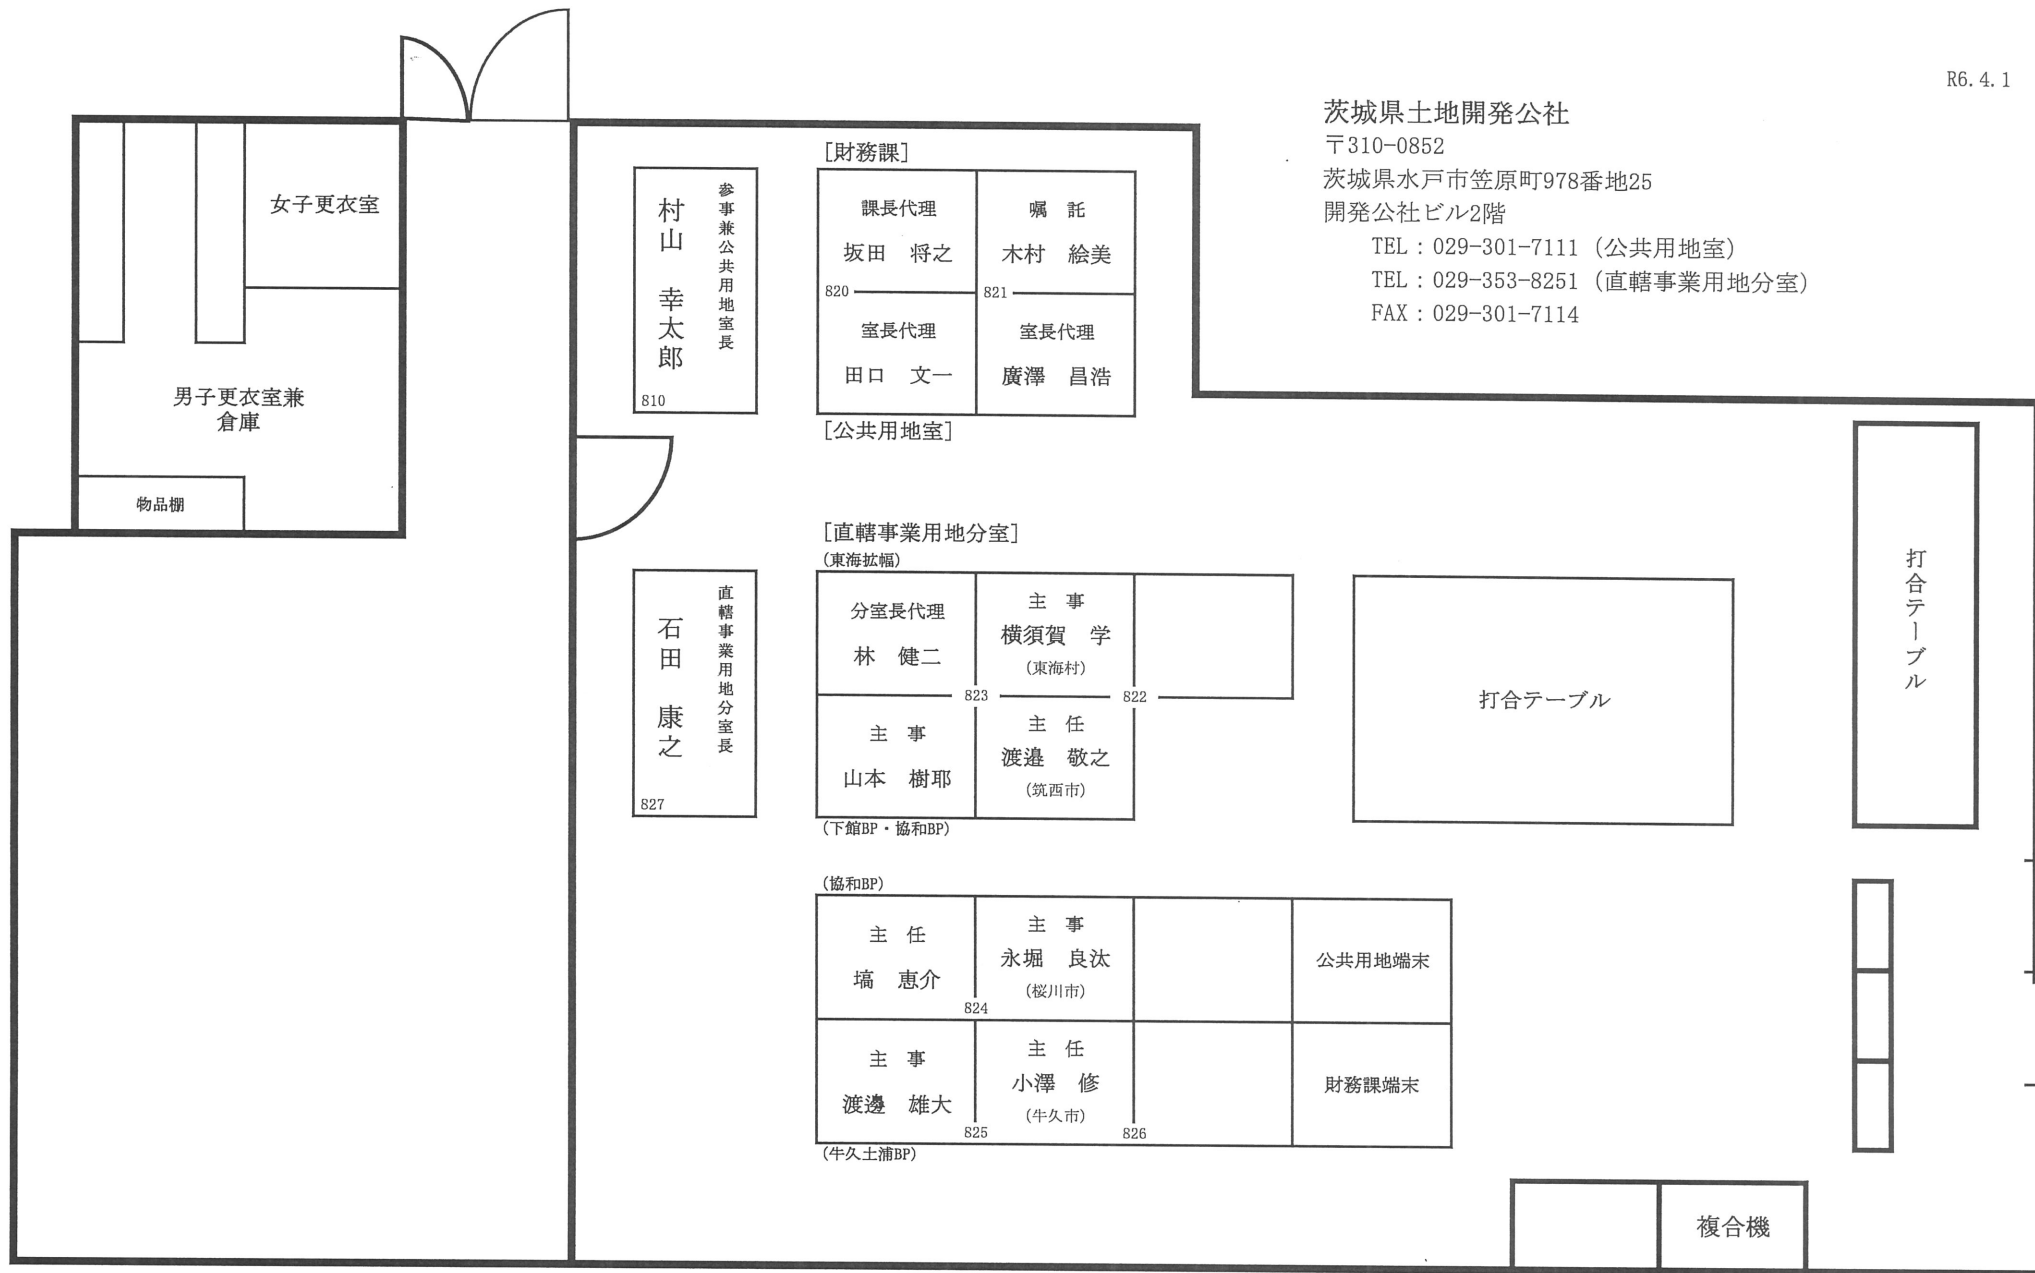 R6.4.1
茨城県土地開発公社
〒310-0852
茨城県水戸市笠原町978番地25
開発公社ビル2階
TEL：029-301-7111（公共用地室）
TEL：029-353-8251（直轄事業用地分室）
FAX：029-301-7114
女子更衣室
男子更衣室兼
倉庫
物品棚
参事兼公共用地室長
村山　幸太郎
810
[財務課]
課長代理
坂田　将之
嘱　託
木村　絵美
820
821
室長代理
田口　文一
室長代理
廣澤　昌浩
[公共用地室]
直轄事業用地分室長
石田　康之
827
[直轄事業用地分室]
(東海拡幅)
分室長代理
林　健二
主　事
横須賀　学
(東海村)
823
822
主　事
山本　樹耶
主　任
渡邉　敬之
(筑西市)
(下館BP・協和BP)
打合テーブル
打合テーブル
(協和BP)
主　任
塙　恵介
主　事
永堀　良汰
(桜川市)
公共用地端末
824
主　事
渡邊　雄大
主　任
小澤　修
(牛久市)
財務課端末
825
826
(牛久土浦BP)
複合機